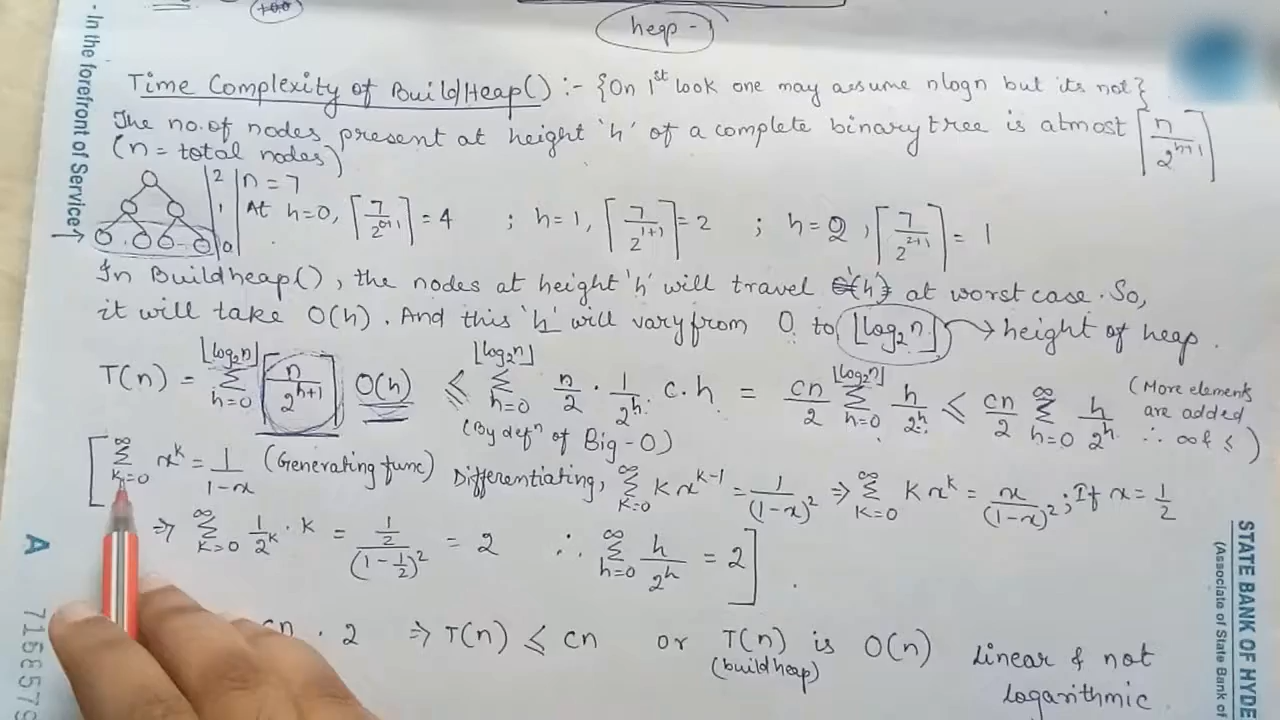 heap - 1
Time Complexity of BuildHeap() :- {On 1st look one may assume nlogn but its not}
The no. of nodes present at height 'h' of a complete binary tree is atmost ⌈n/2^(h+1)⌉
(n = total nodes)
2 n = 7
1 At h=0, ⌈7/2^(0+1)⌉ = 4 ; h=1, ⌈7/2^(1+1)⌉ = 2 ; h=2, ⌈7/2^(2+1)⌉ = 1
0
In Buildheap(), the nodes at height 'h' will travel 'h' at worst case. So,
it will take O(h). And this 'h' will vary from 0 to ⌊log₂n⌋ → height of heap.
T(n) = Σ_{h=0}^{⌊log₂n⌋} ⌈n/2^(h+1)⌉ O(h) ≤ Σ_{h=0}^{⌊log₂n⌋} n/2 · 1/2^h c·h = cn/2 Σ_{h=0}^{⌊log₂n⌋} h/2^h ≤ cn/2 Σ_{h=0}^{∞} h/2^h (More elements are added ∴ ∞ & ≤)
(By defn of Big-O)
[Σ_{k=0}^{∞} x^k = 1/(1-x) (Generating func) Differentiating, Σ_{k=0}^{∞} K x^(k-1) = 1/(1-x)² ⇒ Σ_{k=0}^{∞} K x^k = x/(1-x)² ; If x = 1/2
⇒ Σ_{k=0}^{∞} 1/2^k · k = (1/2)/(1-1/2)² = 2 ∴ Σ_{h=0}^{∞} h/2^h = 2]
· 2 ⇒ T(n) ≤ cn or T(n) is O(n) Linear & not
(buildheap) logarithmic
- In the forefront of Service
A
7158579
STATE BANK OF HYDE
(Associate of State Bank of